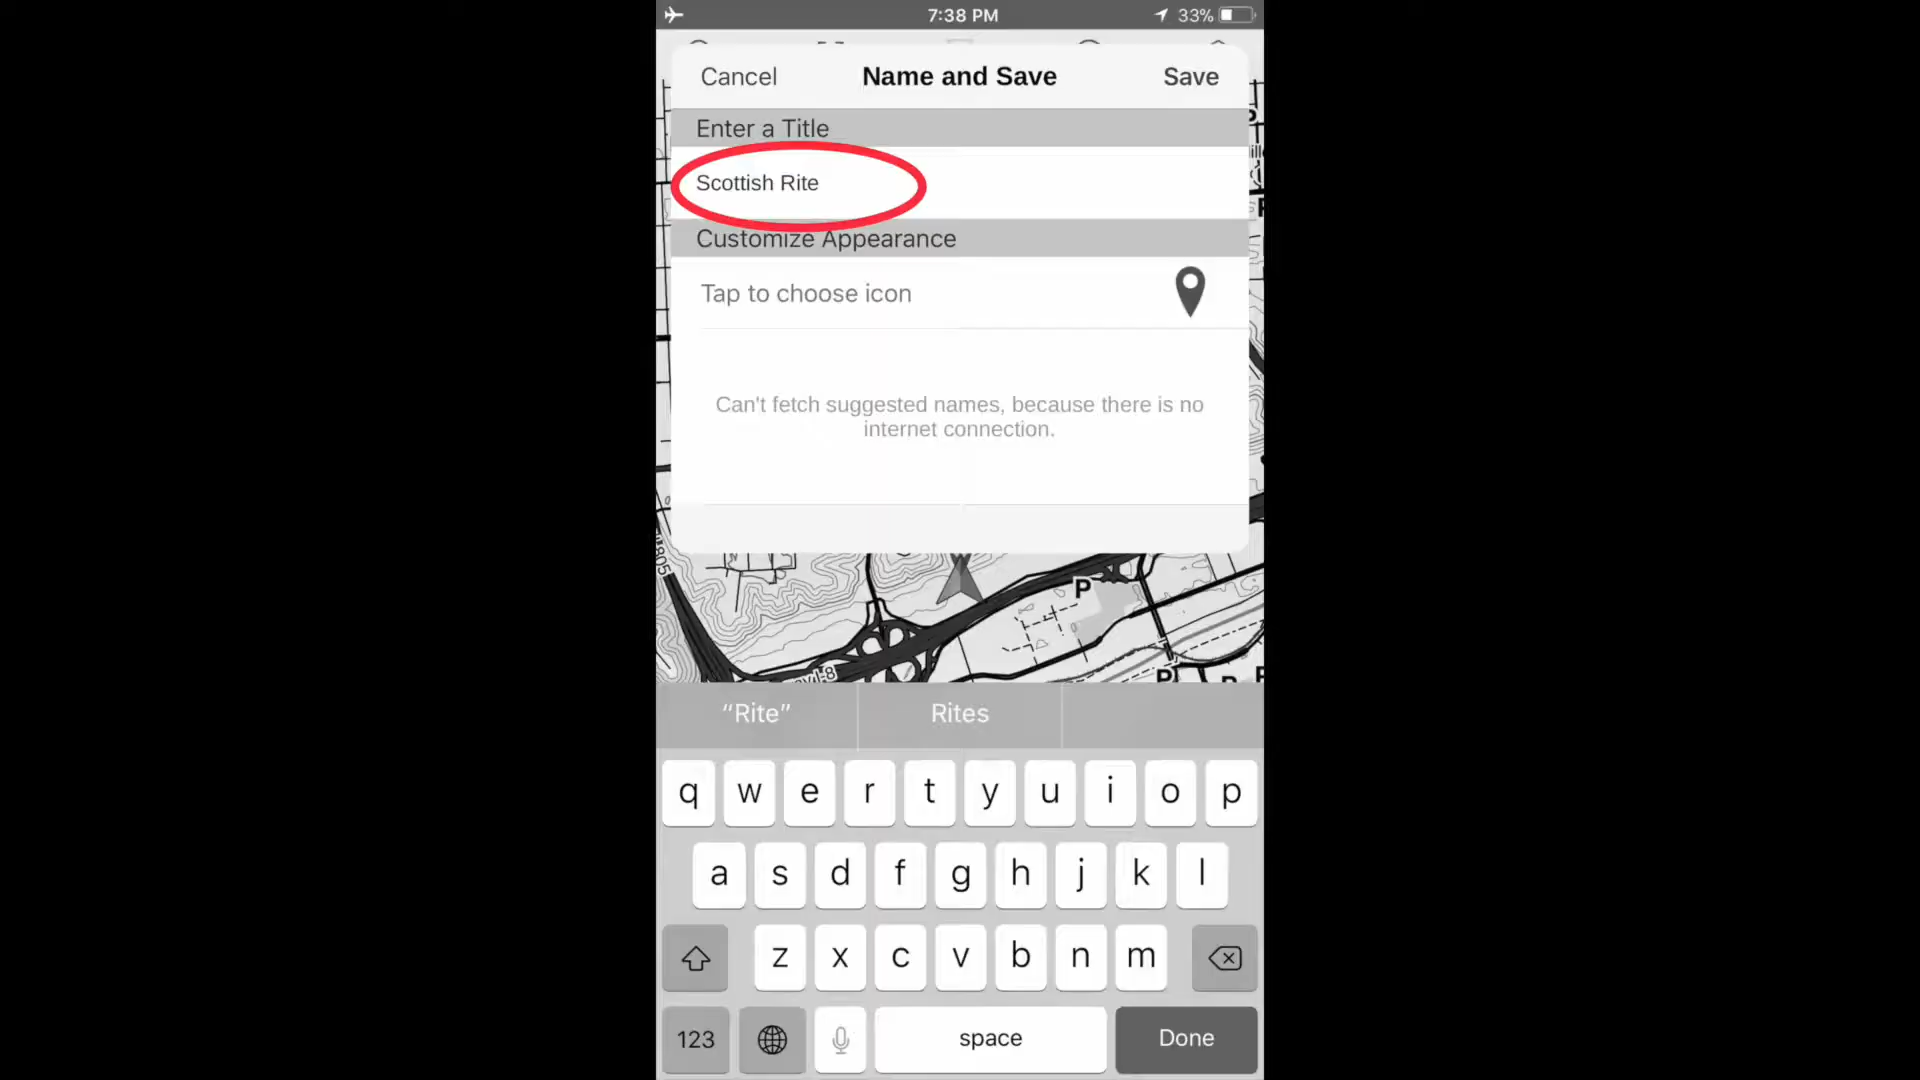 7:38 PM
33%
Cancel
Name and Save
Save
Enter a Title
Scottish Rite
Customize Appearance
Tap to choose icon
Can't fetch suggested names, because there is no
internet connection.
P
P
“Rite”
Rites
q w e r t y u i o p
a s d f g h j k l
z x c v b n m
123
space
Done